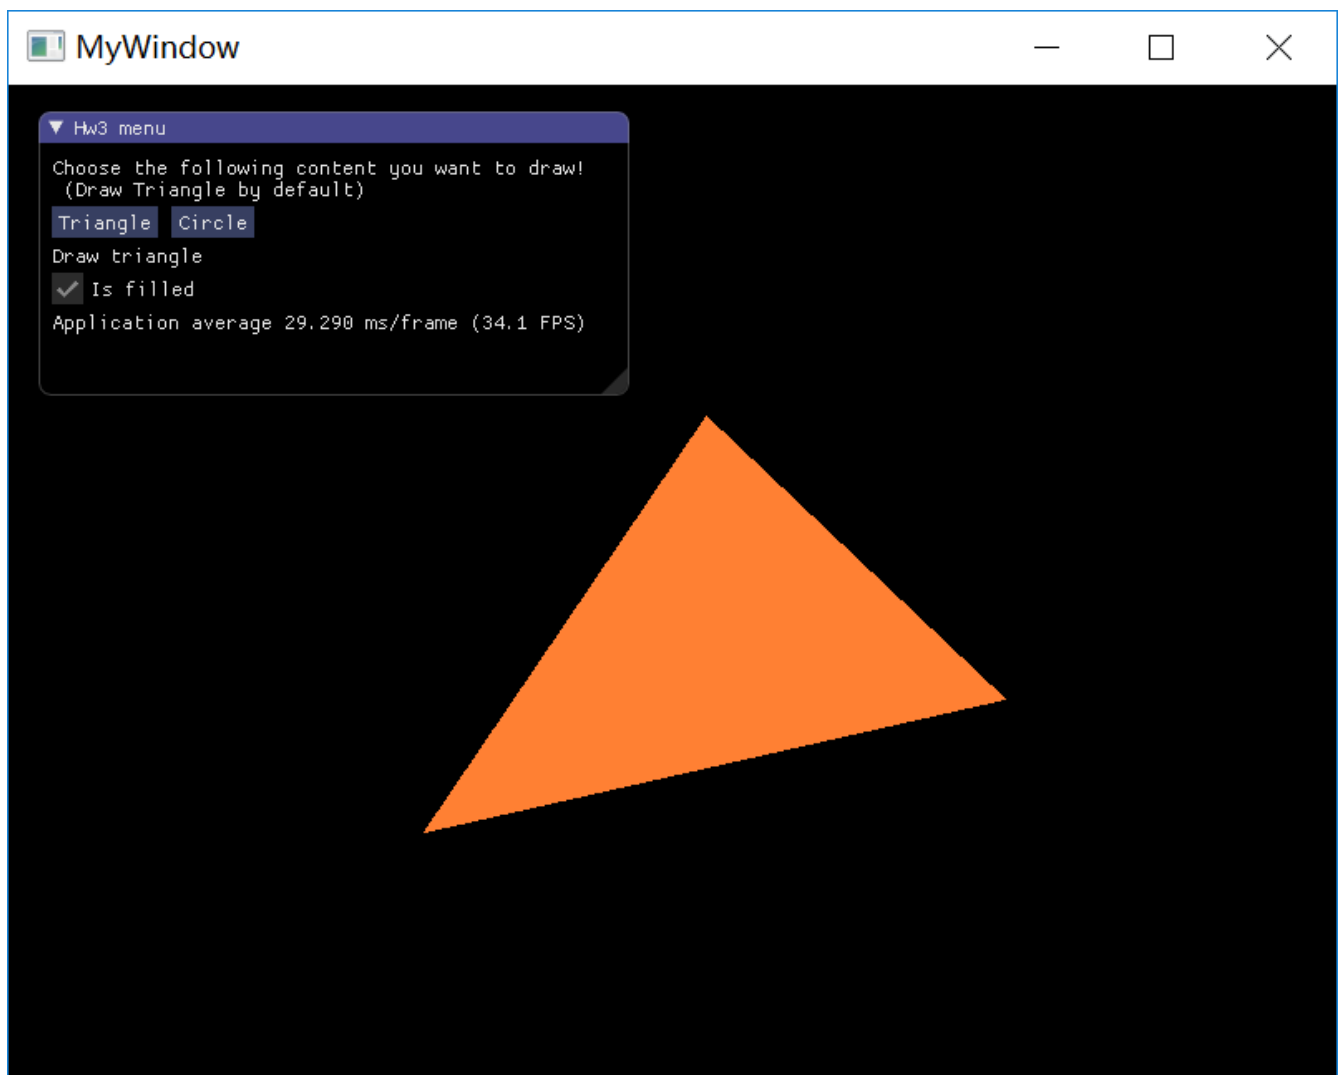 MyWindow
Hw3 menu
Choose the following content you want to draw!
(Draw Triangle by default)
Triangle Circle
Draw triangle
Is filled
Application average 29.290 ms/frame (34.1 FPS)